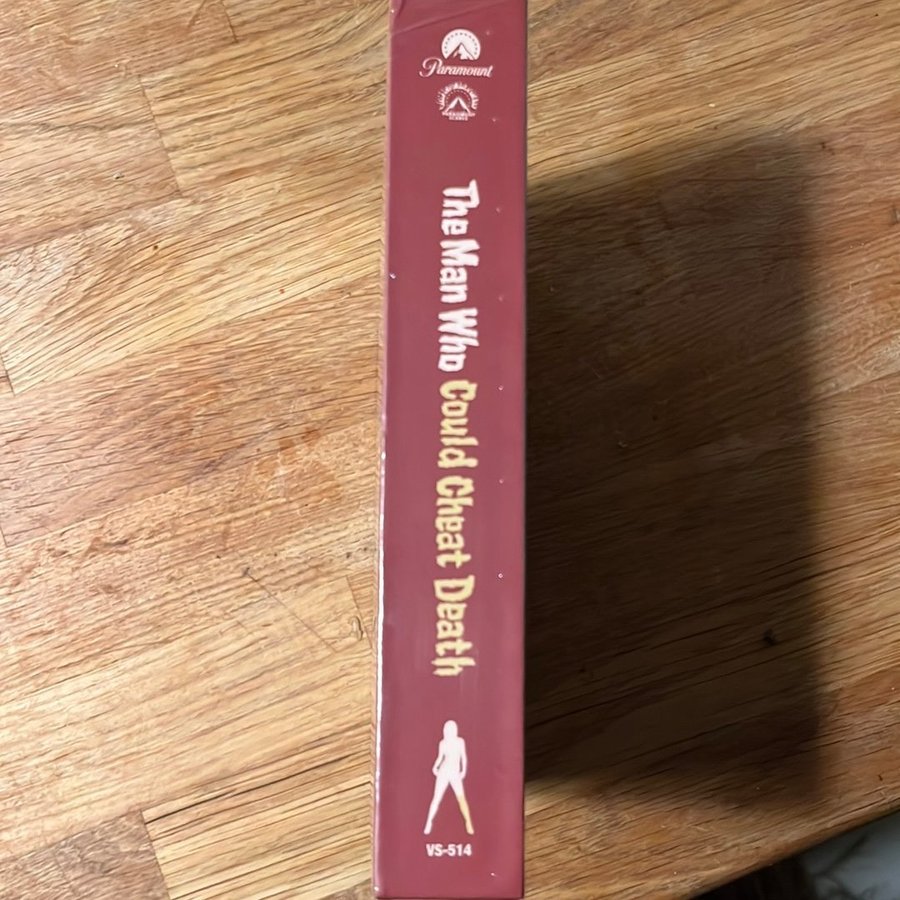 Paramount
The Man Who Could Cheat Death
VS-514